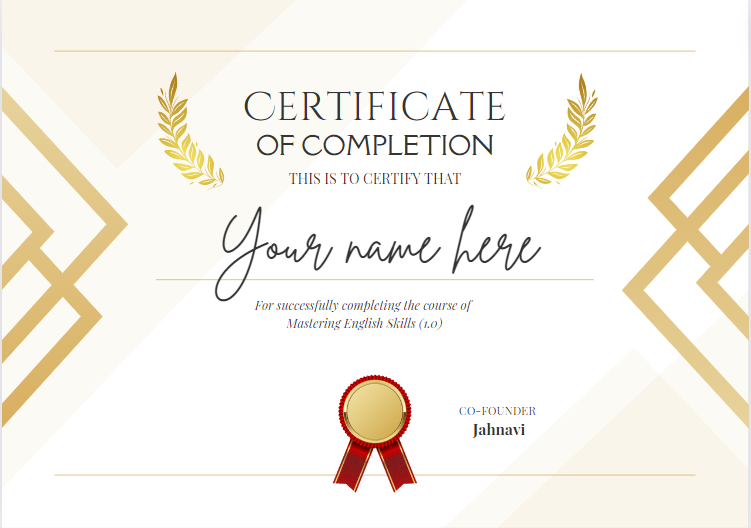 CERTIFICATE
OF COMPLETION
THIS IS TO CERTIFY THAT
Your name here
For successfully completing the course of
Mastering English Skills (1.0)
CO-FOUNDER
Jahnavi